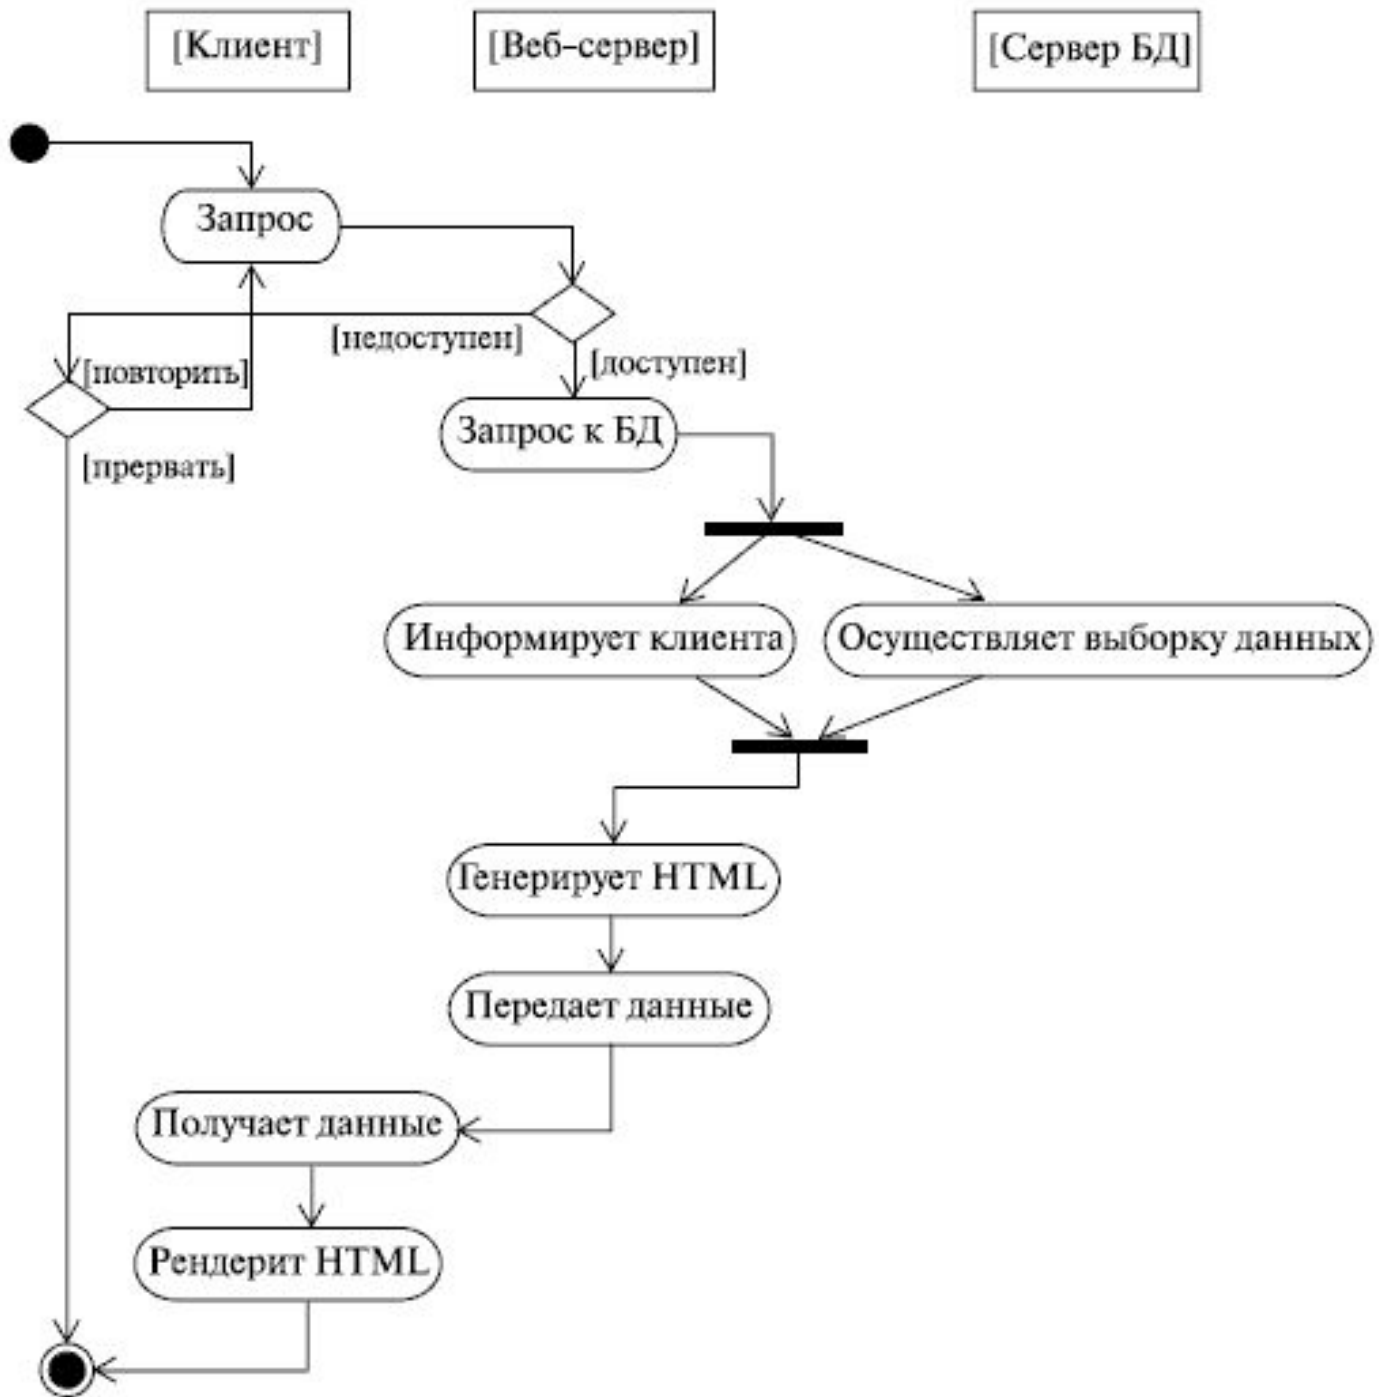 [Клиент]
[Веб-сервер]
[Сервер БД]
Запрос
[недоступен]
[доступен]
[повторить]
Запрос к БД
[прервать]
Информирует клиента
Осуществляет выборку данных
Генерирует HTML
Передает данные
Получает данные
Рендерит HTML